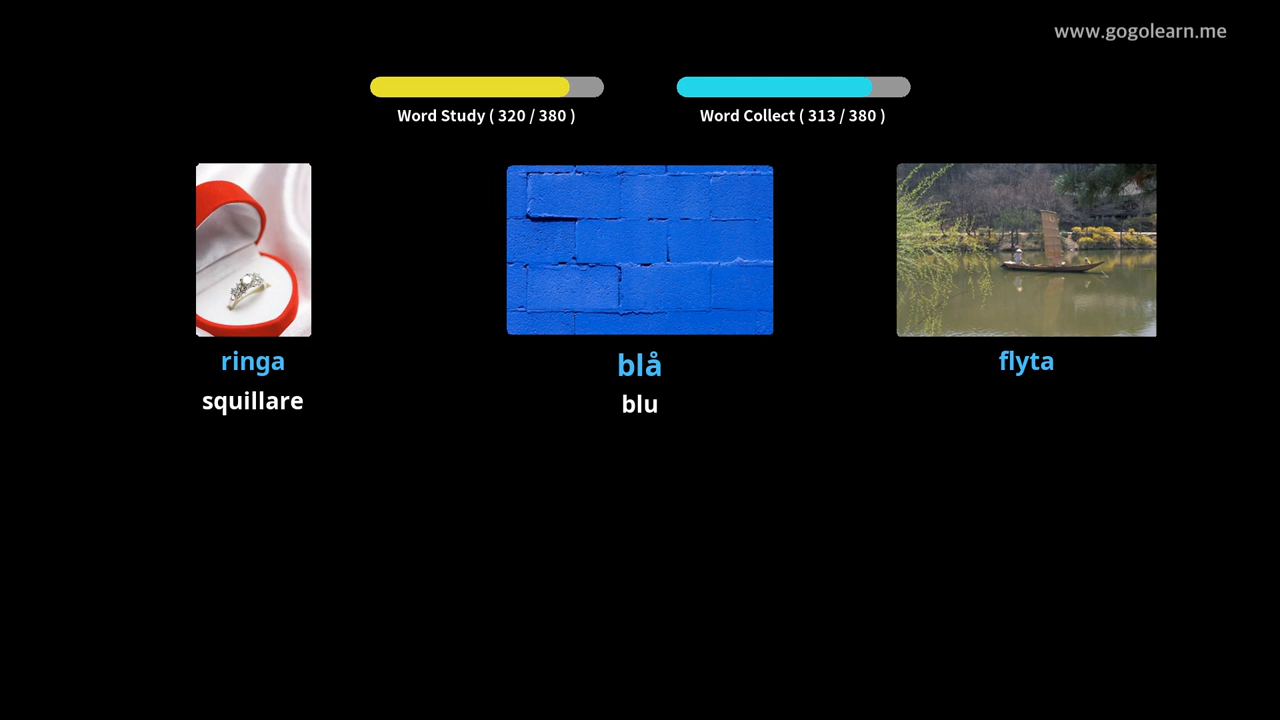 www.gogolearn.me
Word Study ( 320 / 380 )
Word Collect ( 313 / 380 )
ringa
squillare
blå
blu
flyta